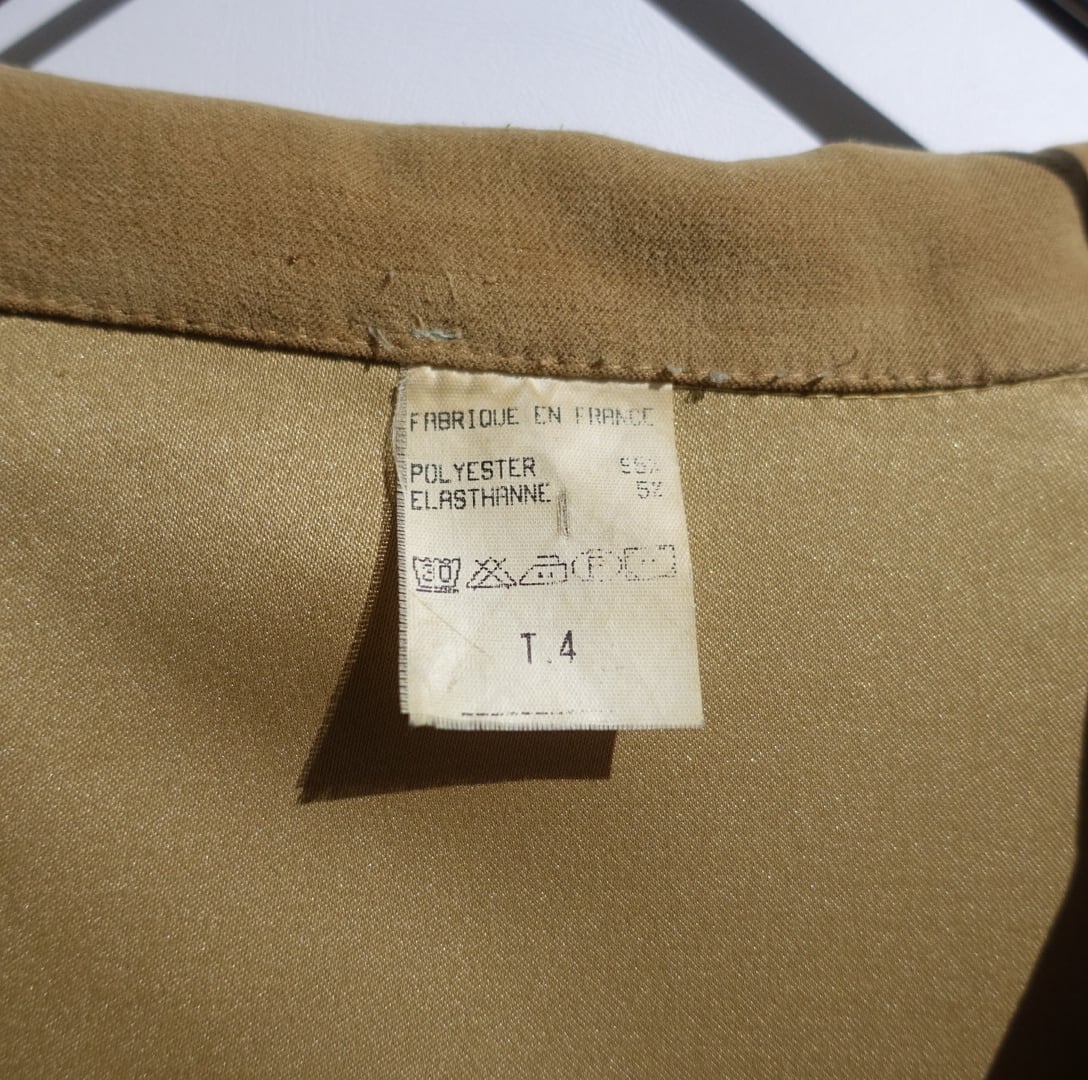 FABRIQUE EN FRANCE
POLYESTER 95%
ELASTHANNE 5%
30
T.4